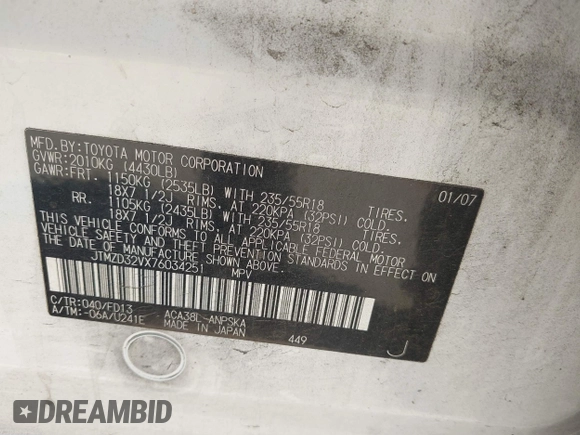 MFD.BY:TOYOTA MOTOR CORPORATION 01/07
GVWR:2010KG (4430LB)
GAWR:FRT. 1150KG (2535LB) WITH 235/55R18 TIRES.
18X7 1/2J RIMS, AT 220KPA (32PSI) COLD.
RR. 1105KG (2435LB) WITH 235/55R18 TIRES.
18X7 1/2J RIMS, AT 220KPA (32PSI) COLD.
THIS VEHICLE CONFORMS TO ALL APPLICABLE FEDERAL MOTOR
VEHICLE SAFETY AND THEFT PREVENTION STANDARDS IN EFFECT ON
THE DATE OF MANUFACTURE SHOWN ABOVE.
JTMZD32VX76034251 MPV
C/TR:040/FD13 ACA38L-ANPSKA
A/TM:-06A/U241E MADE IN JAPAN 449 J
DREAMBID